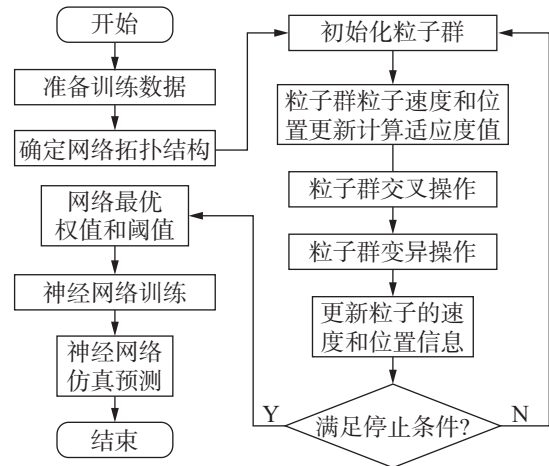 开始
准备训练数据
确定网络拓扑结构
初始化粒子群
粒子群粒子速度和位
置更新计算适应度值
粒子群交叉操作
粒子群变异操作
更新粒子的速
度和位置信息
满足停止条件?
Y
N
网络最优
权值和阈值
神经网络训练
神经网络
仿真预测
结束